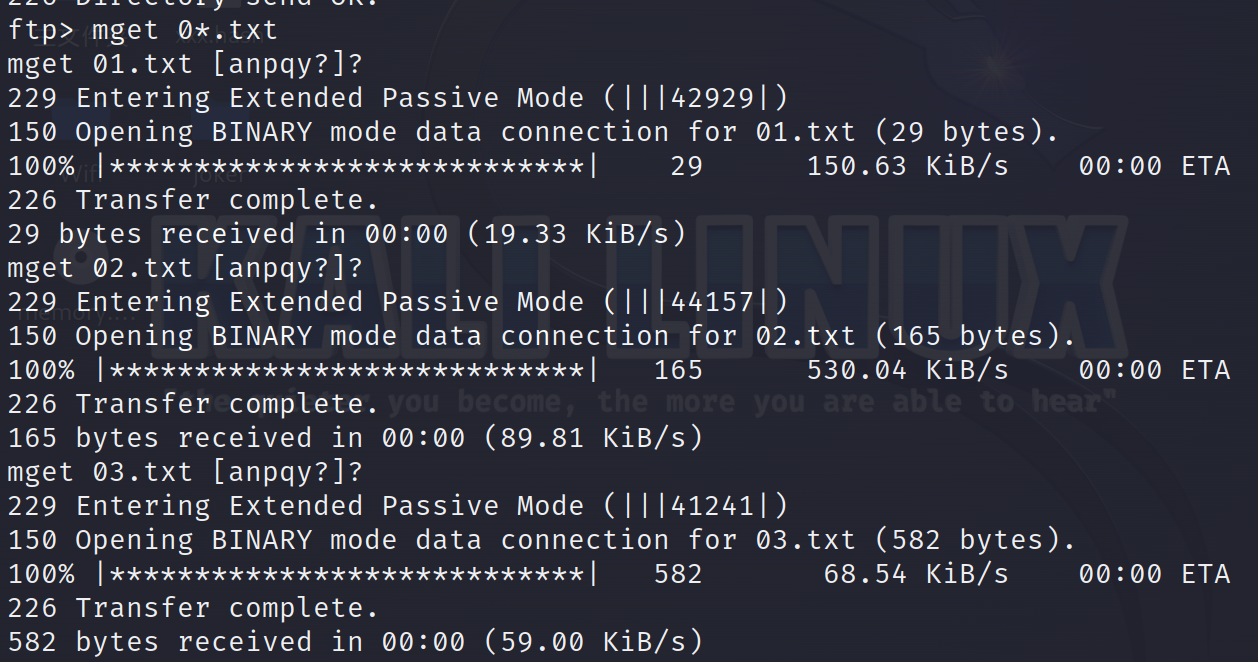 226 Directory send OK.
ftp> mget 0*.txt
mget 01.txt [anpqy?]?
229 Entering Extended Passive Mode (|||42929|)
150 Opening BINARY mode data connection for 01.txt (29 bytes).
100% |****************************| 29 150.63 KiB/s 00:00 ETA
226 Transfer complete.
29 bytes received in 00:00 (19.33 KiB/s)
mget 02.txt [anpqy?]?
229 Entering Extended Passive Mode (|||44157|)
150 Opening BINARY mode data connection for 02.txt (165 bytes).
100% |****************************| 165 530.04 KiB/s 00:00 ETA
226 Transfer complete.
165 bytes received in 00:00 (89.81 KiB/s)
mget 03.txt [anpqy?]?
229 Entering Extended Passive Mode (|||41241|)
150 Opening BINARY mode data connection for 03.txt (582 bytes).
100% |****************************| 582 68.54 KiB/s 00:00 ETA
226 Transfer complete.
582 bytes received in 00:00 (59.00 KiB/s)
KALI LINUX
you become, the more you are able to hear"